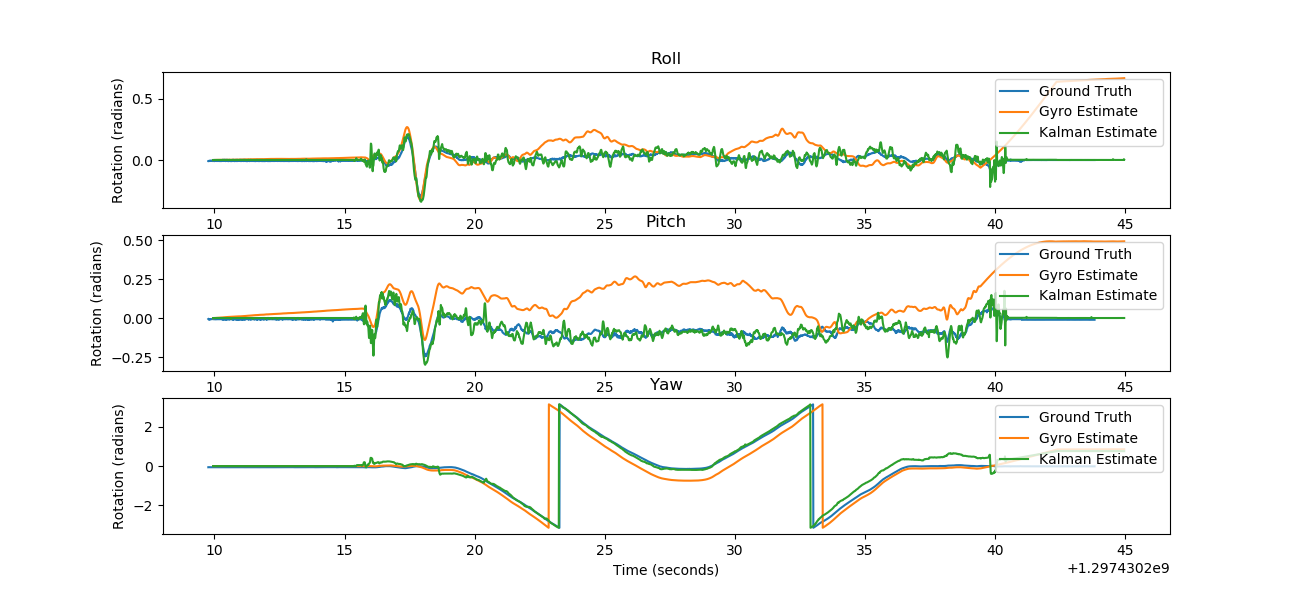 Roll
Rotation (radians)
0.5
0.0
Ground Truth
Gyro Estimate
Kalman Estimate
10 15 20 25 30 35 40 45
Pitch
Rotation (radians)
0.50
0.25
0.00
−0.25
Ground Truth
Gyro Estimate
Kalman Estimate
10 15 20 25 30 35 40 45
Yaw
Rotation (radians)
2
0
−2
Ground Truth
Gyro Estimate
Kalman Estimate
10 15 20 25 30 35 40 45
Time (seconds)
+1.2974302e9